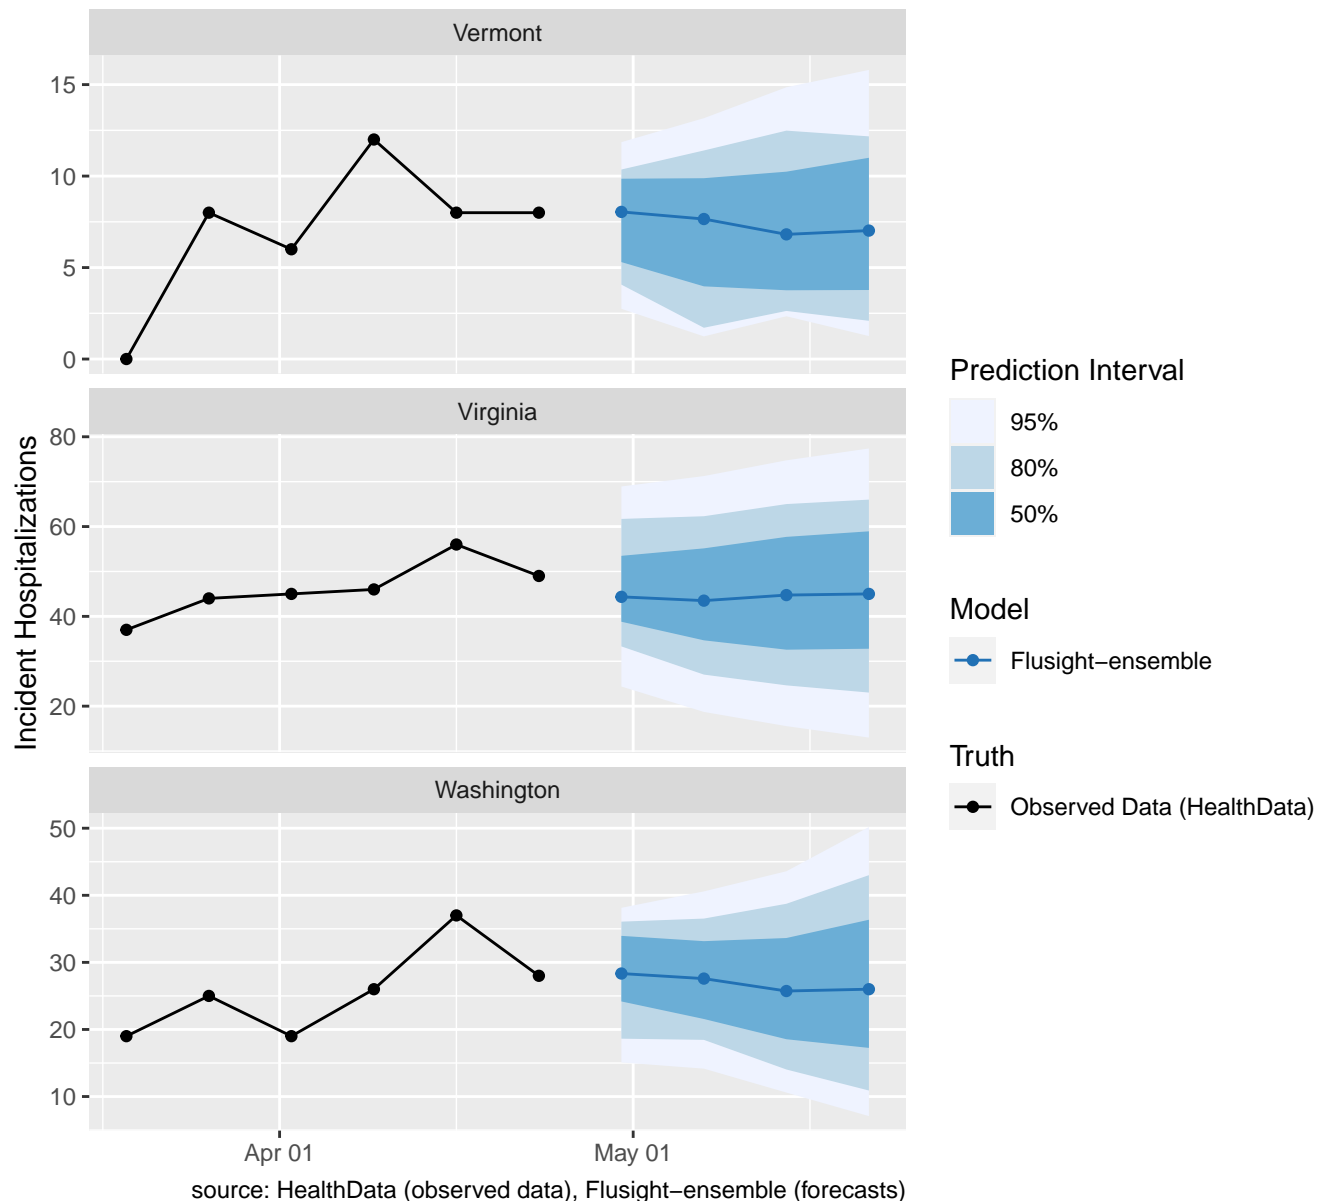 Vermont
15
10
5
0
Virginia
80
60
40
20
Washington
50
40
30
20
10
Incident Hospitalizations
Apr 01
May 01
source: HealthData (observed data), Flusight−ensemble (forecasts)
Prediction Interval
95%
80%
50%
Model
Flusight−ensemble
Truth
Observed Data (HealthData)